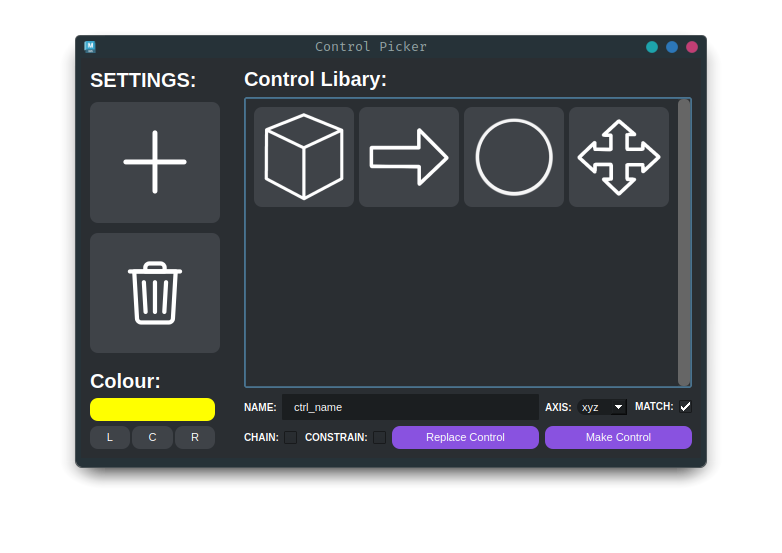 M
Control Picker
SETTINGS:
Control Libary:
Colour:
L C R
NAME: ctrl_name AXIS: xyz MATCH:
CHAIN: CONSTRAIN: Replace Control Make Control